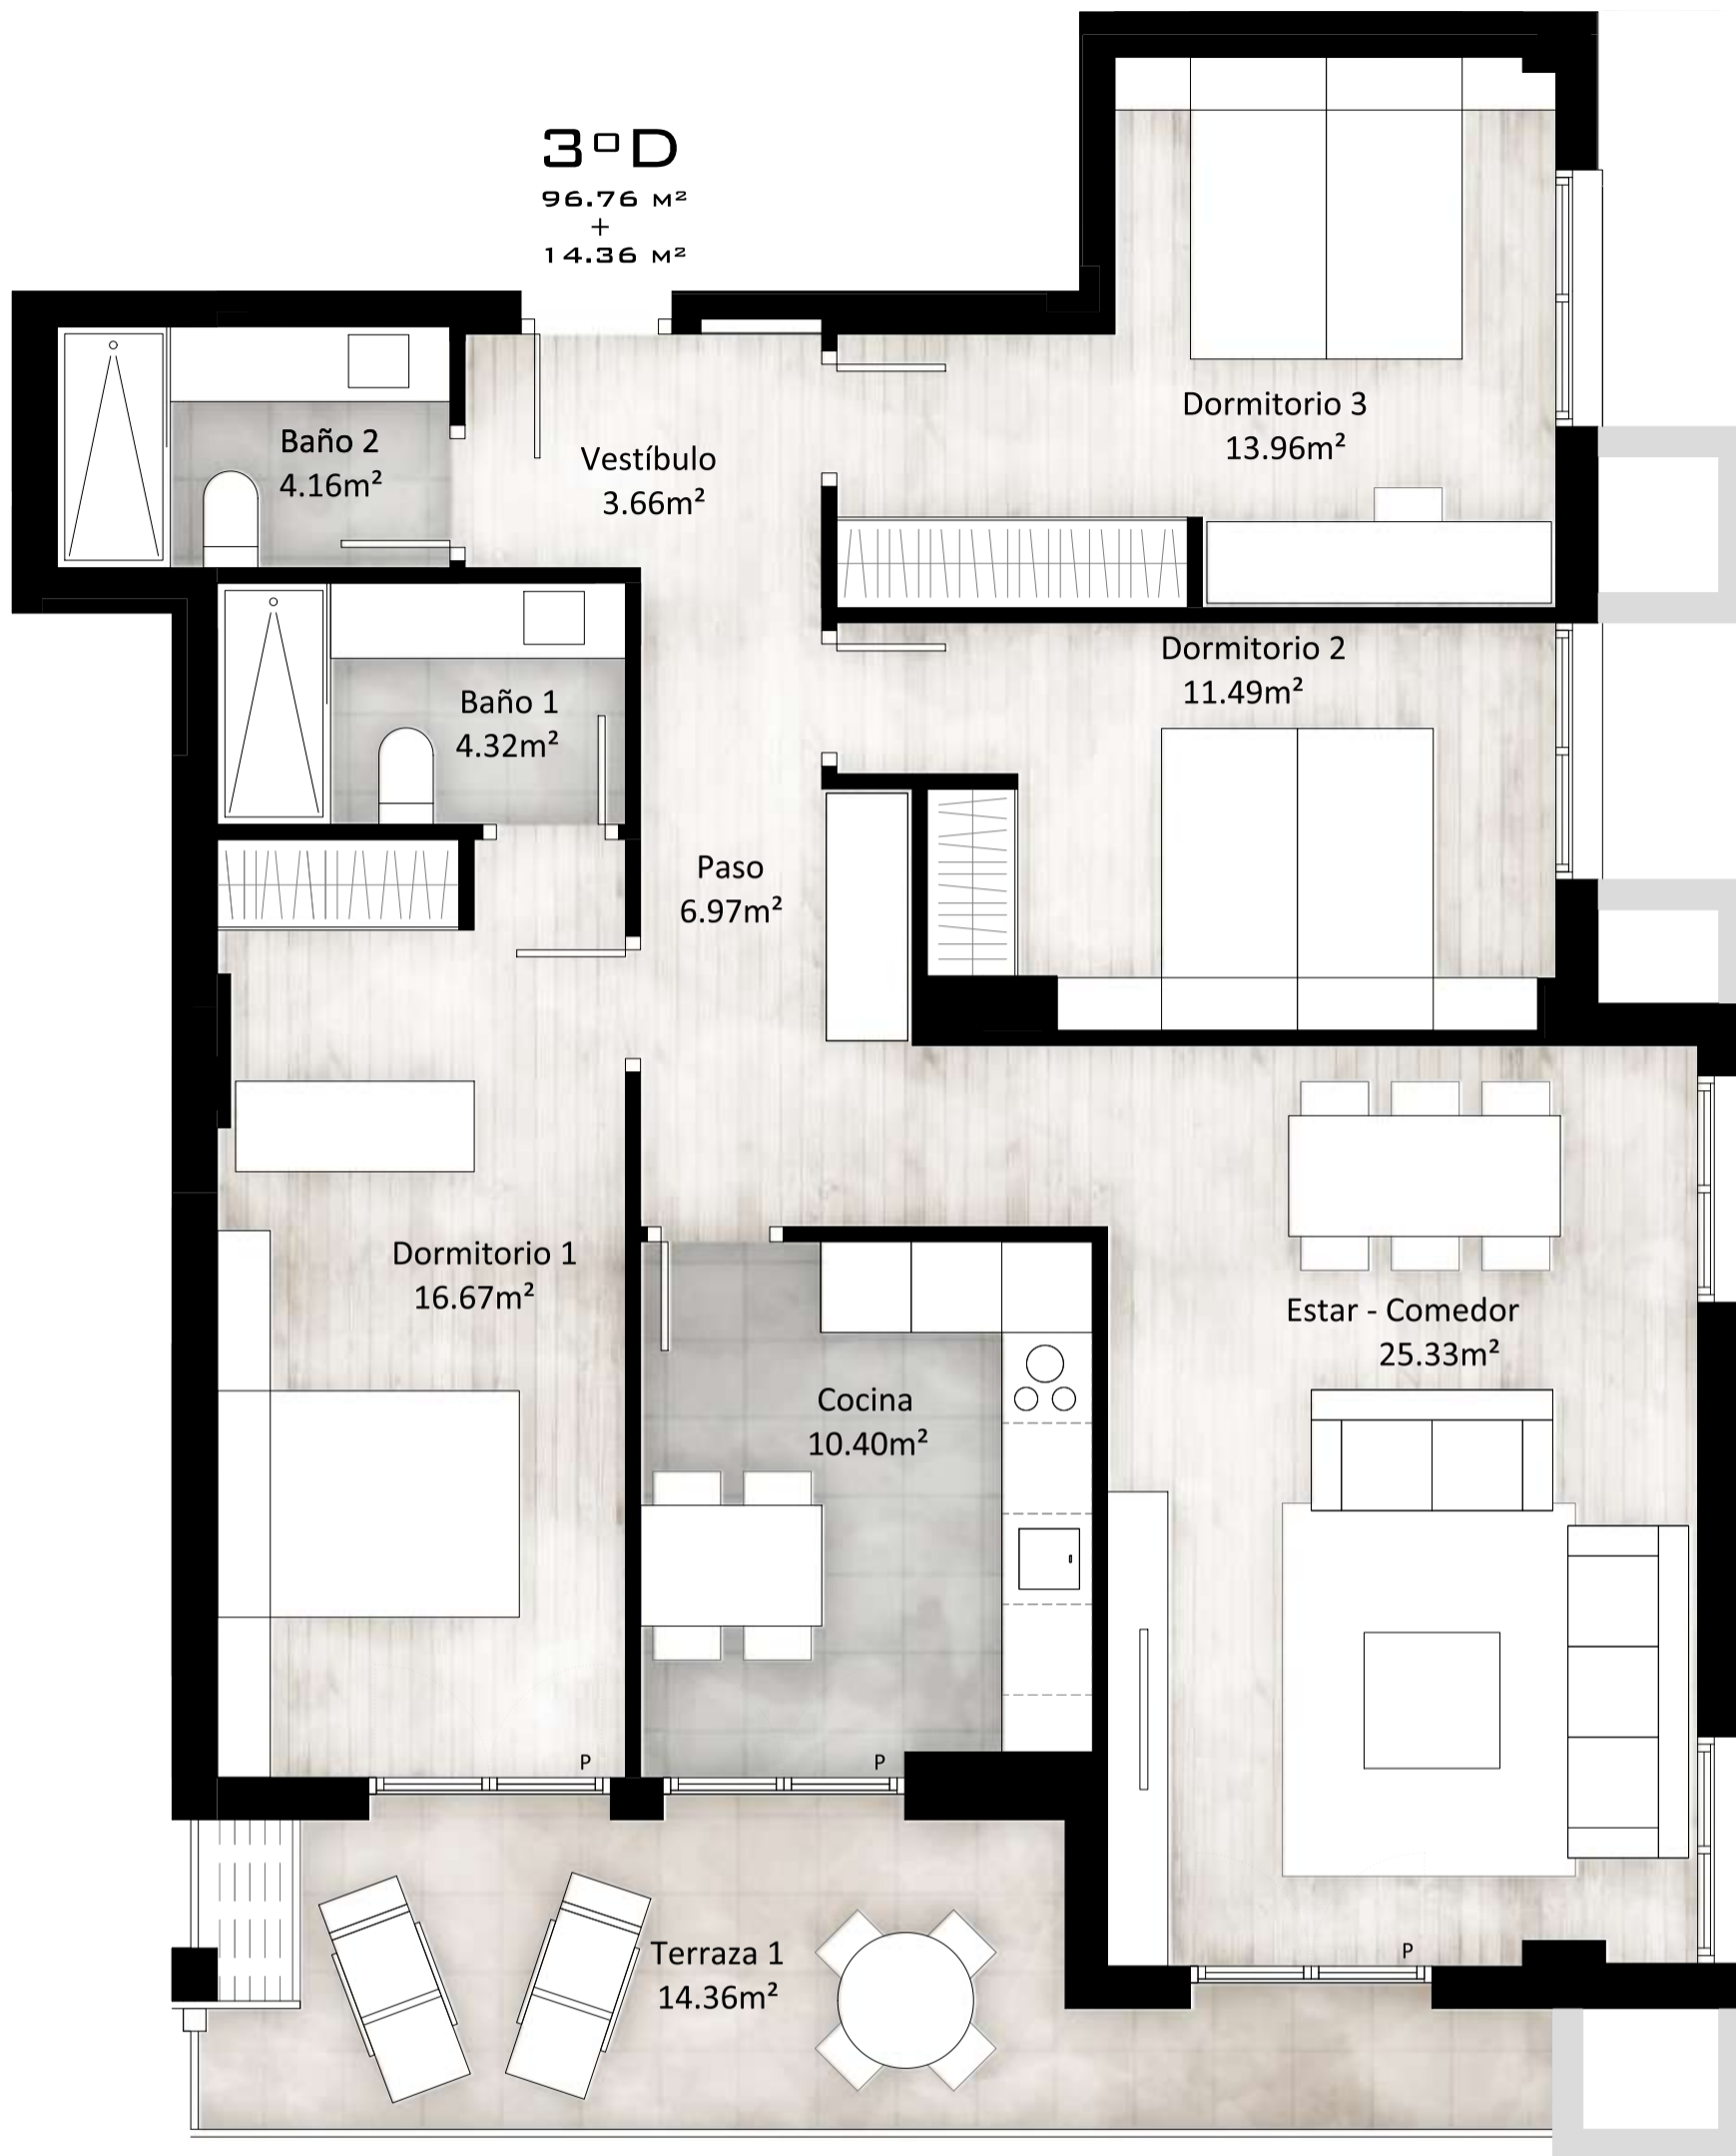 3ºD
96.76 M²
+
14.36 M²
Dormitorio 3
13.96m²
Baño 2
4.16m²
Vestíbulo
3.66m²
Dormitorio 2
11.49m²
Baño 1
4.32m²
Paso
6.97m²
Dormitorio 1
16.67m²
Estar - Comedor
25.33m²
Cocina
10.40m²
P
P
P
Terraza 1
14.36m²